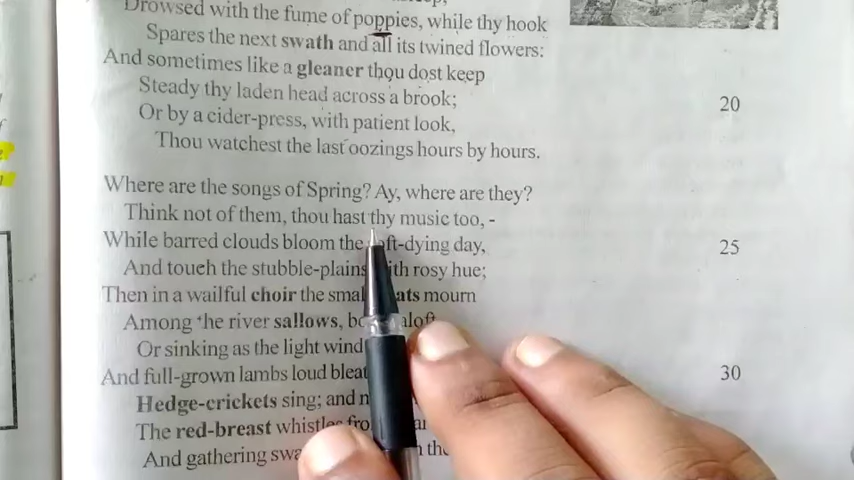 Drowsed with the fume of poppies, while thy hook
Spares the next swath and all its twined flowers:
And sometimes like a gleaner thou dost keep
Steady thy laden head across a brook; 20
Or by a cider-press, with patient look,
Thou watchest the last oozings hours by hours.
Where are the songs of Spring? Ay, where are they?
Think not of them, thou hast thy music too, -
While barred clouds bloom the ft-dying day, 25
And touch the stubble-plains ith rosy hue;
Then in a wailful choir the smal ats mourn
Among the river sallows, bo aloft
Or sinking as the light wind
And full-grown lambs loud bleat 30
Hedge-crickets sing; and
The red-breast whistles fro
And gathering swa